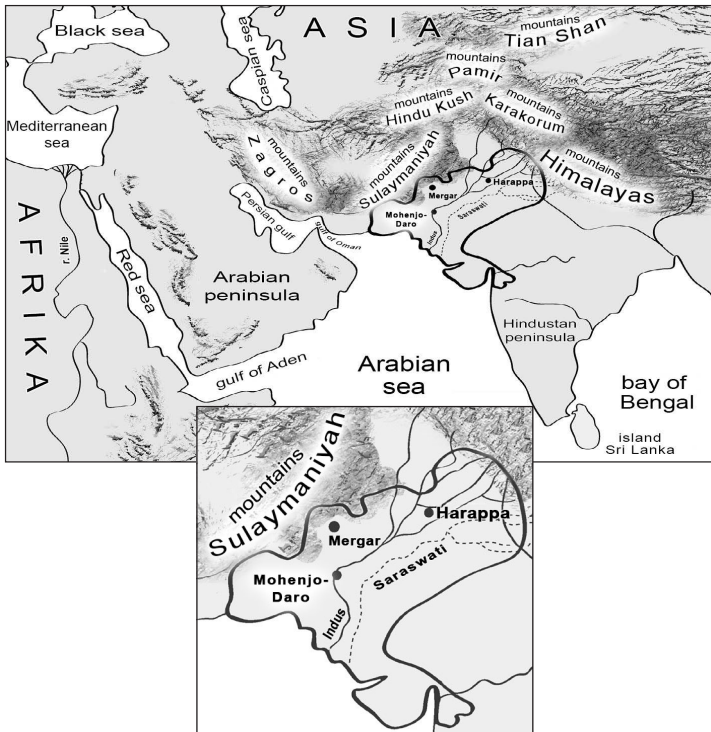 ASIA
Black sea
Caspian sea
mountains
Tian Shan
mountains
Pamir
mountains
Hindu Kush
mountains
Karakorum
Mediterranean
sea
mountains
Zagros
mountains
Sulaymaniyah
mountains
Himalayas
Harappa
Mergar
Mohenjo-
Daro
Saraswati
Indus
AFRIKA
r. Nile
Red sea
Persian gulf
gulf of Oman
Arabian
peninsula
Hindustan
peninsula
gulf of Aden
Arabian
sea
bay of
Bengal
island
Sri Lanka
mountains
Sulaymaniyah
Harappa
Mergar
Mohenjo-
Daro
Saraswati
Indus